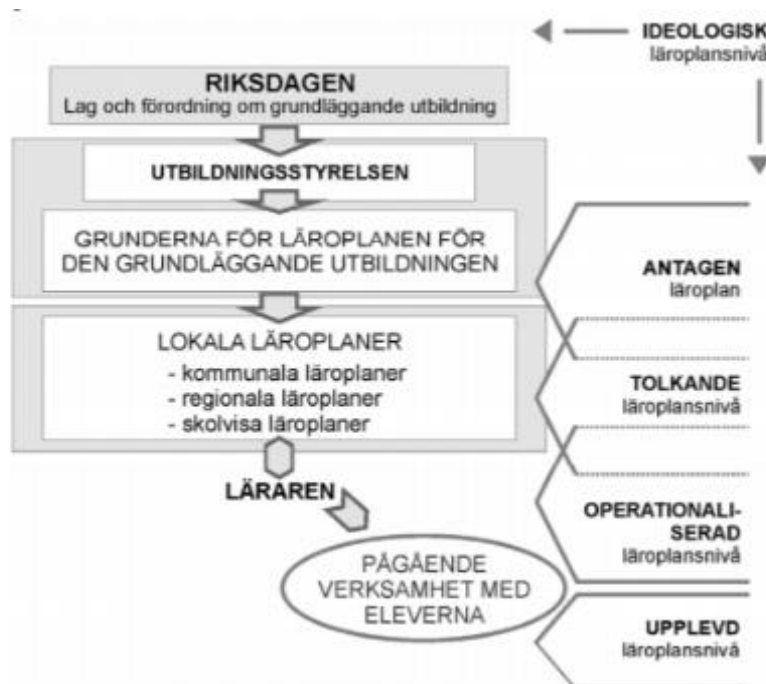 IDEOLOGISK
läroplansnivå
RIKSDAGEN
Lag och förordning om grundläggande utbildning
UTBILDNINGSSTYRELSEN
GRUNDERNA FÖR LÄROPLANEN FÖR
DEN GRUNDLÄGGANDE UTBILDNINGEN
ANTAGEN
läroplan
LOKALA LÄROPLANER
- kommunala läroplaner
- regionala läroplaner
- skolvisa läroplaner
TOLKANDE
läroplansnivå
LÄRAREN
OPERATIONALI-
SERAD
läroplansnivå
PÅGÅENDE
VERKSAMHET MED
ELEVERNA
UPPLEVD
läroplansnivå